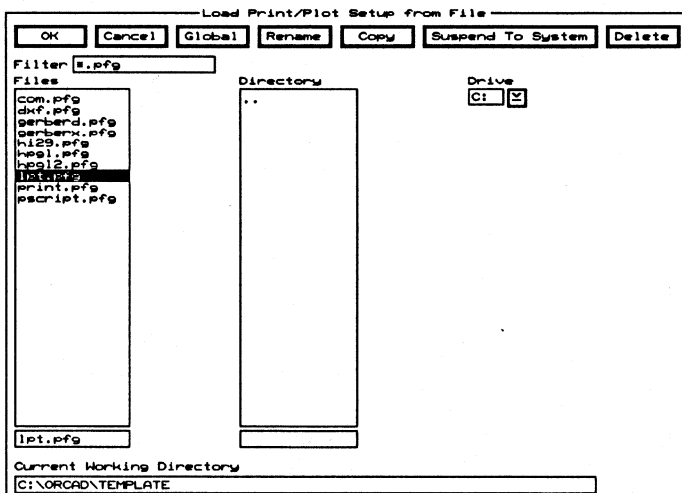 Load Print/Plot Setup from File
OK Cancel Global Rename Copy Suspend To System Delete
Filter *.pfg
Files Directory Drive
com.pfg .. C:
dxf.pfg
gerberd.pfg
gerberx.pfg
hi29.pfg
hpgl.pfg
hpgl2.pfg
lpt.pfg
print.pfg
pscript.pfg
lpt.pfg
Current Working Directory
C:\ORCAD\TEMPLATE